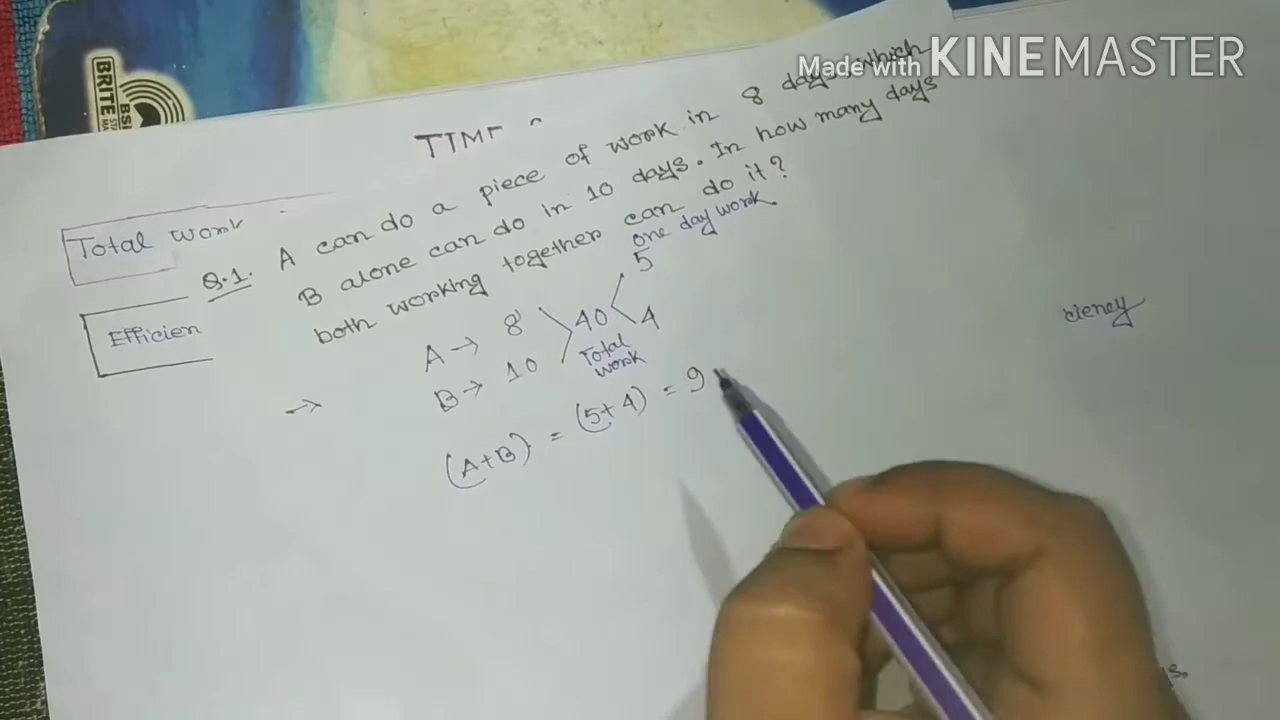 Made with KINEMASTER
BRITE
TIME
Total work
Q.1. A can do a piece of work in 8 days, which
B alone can do in 10 days. In how many days
both working together can do it?
one day work.
Efficien
ciency
A → 8
40
5
4
B → 10
Total
work
(A+B) = (5+4) = 9